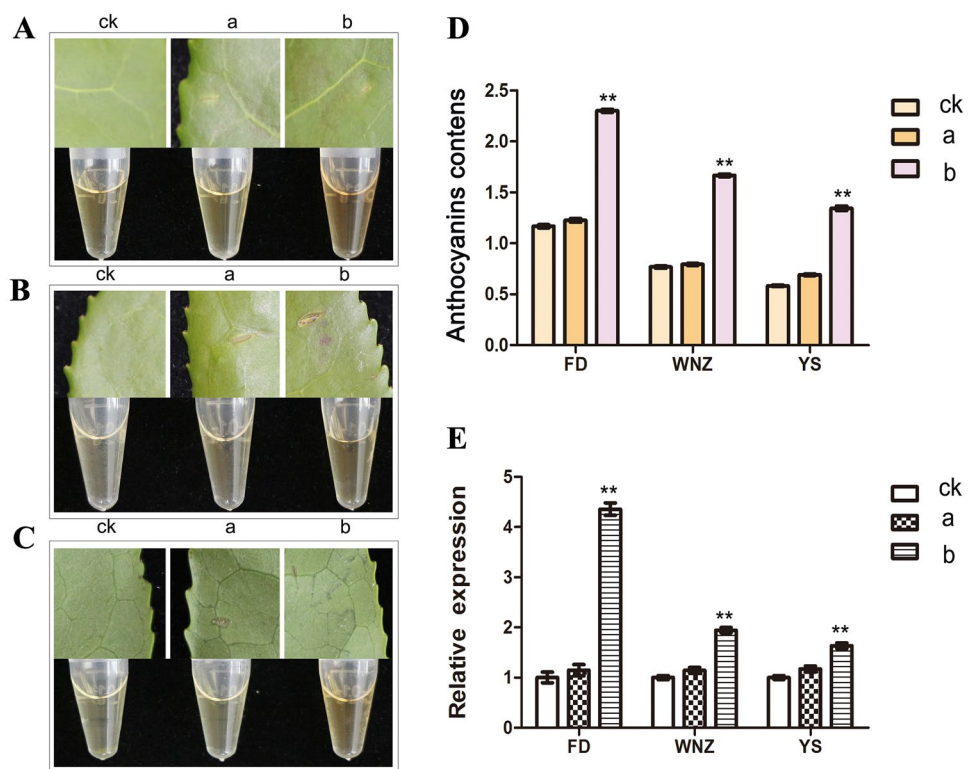 A
ck a b
B
ck a b
C
ck a b
D
Anthocyanins contens
2.5
2.0
1.5
1.0
0.5
0.0
**
**
**
FD WNZ YS
ck
a
b
E
Relative expression
5
4
3
2
1
0
**
**
**
FD WNZ YS
ck
a
b